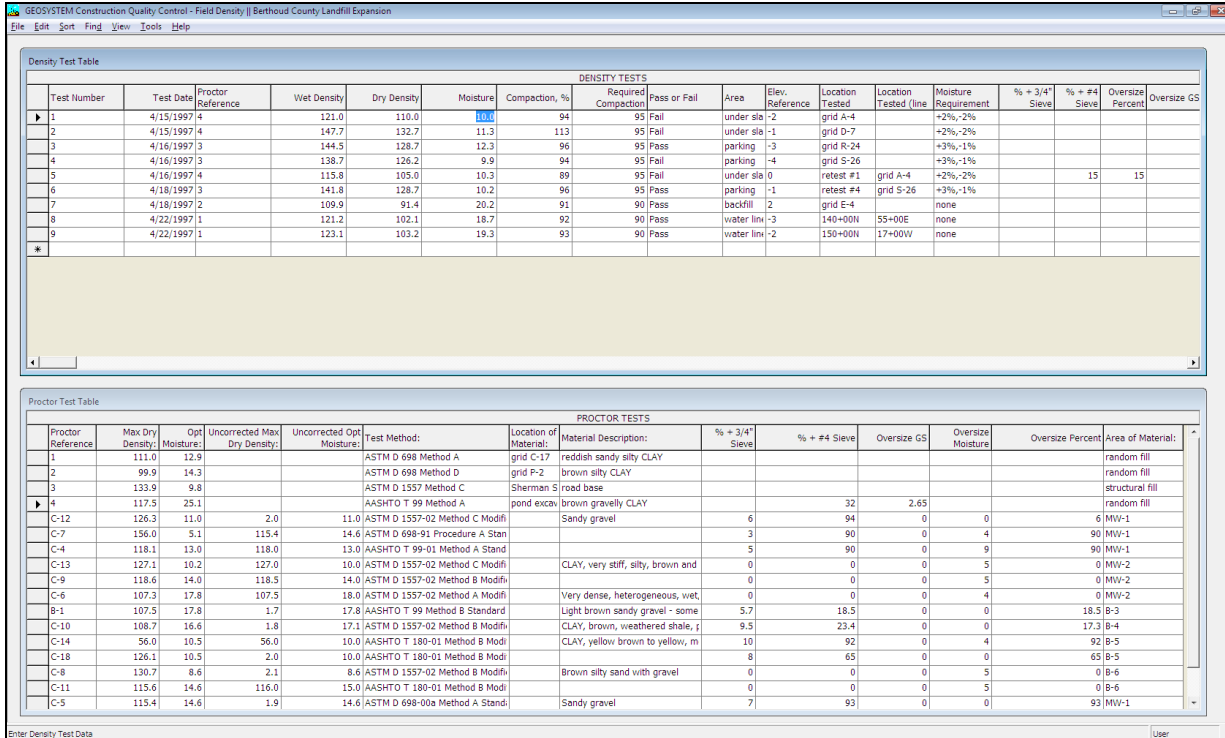 GEOSYSTEM Construction Quality Control - Field Density || Berthoud County Landfill Expansion
File Edit Sort Find View Tools Help
Density Test Table
DENSITY TESTS
Test Number Test Date Proctor Reference Wet Density Dry Density Moisture Compaction, % Required Compaction Pass or Fail Area Elev. Reference Location Tested Location Tested (line Moisture Requirement % + 3/4" Sieve % + #4 Sieve Oversize Percent Oversize GS
1 4/15/1997 4 121.0 110.0 10.0 94 95 Fail under sla -2 grid A-4 +2%,-2%
2 4/15/1997 4 147.7 132.7 11.3 113 95 Fail under sla -1 grid D-7 +2%,-2%
3 4/16/1997 3 144.5 128.7 12.3 96 95 Pass parking -3 grid R-24 +3%,-1%
4 4/16/1997 3 138.7 126.2 9.9 94 95 Fail parking -4 grid S-26 +3%,-1%
5 4/16/1997 4 115.8 105.0 10.3 89 95 Fail under sla 0 retest #1 grid A-4 +2%,-2% 15 15
6 4/18/1997 3 141.8 128.7 10.2 96 95 Pass parking -1 retest #4 grid S-26 +3%,-1%
7 4/18/1997 2 109.9 91.4 20.2 91 90 Pass backfill 2 grid E-4 none
8 4/22/1997 1 121.2 102.1 18.7 92 90 Pass water line -3 140+00N 55+00E none
9 4/22/1997 1 123.1 103.2 19.3 93 90 Pass water line -2 150+00N 17+00W none
Proctor Test Table
PROCTOR TESTS
Proctor Reference Max Dry Density: Opt Moisture: Uncorrected Max Dry Density: Uncorrected Opt Moisture: Test Method: Location of Material: Material Description: % + 3/4" Sieve % + #4 Sieve Oversize GS Oversize Moisture Oversize Percent Area of Material:
1 111.0 12.9 ASTM D 698 Method A grid C-17 reddish sandy silty CLAY random fill
2 99.9 14.3 ASTM D 698 Method D grid P-2 brown silty CLAY random fill
3 133.9 9.8 ASTM D 1557 Method C Sherman S road base structural fill
4 117.5 25.1 AASHTO T 99 Method A pond excav brown gravelly CLAY 32 2.65 random fill
C-12 126.3 11.0 2.0 11.0 ASTM D 1557-02 Method C Modifi Sandy gravel 6 94 0 0 6 MW-1
C-7 156.0 5.1 115.4 14.6 ASTM D 698-91 Procedure A Stan 3 90 0 4 90 MW-1
C-4 118.1 13.0 118.0 13.0 AASHTO T 99-01 Method A Stand 5 90 0 9 90 MW-1
C-13 127.1 10.2 127.0 10.0 ASTM D 1557-02 Method C Modifi CLAY, very stiff, silty, brown and 0 0 0 5 0 MW-2
C-9 118.6 14.0 118.5 14.0 ASTM D 1557-02 Method B Modifi 0 0 0 5 0 MW-2
C-6 107.3 17.8 107.5 18.0 ASTM D 1557-02 Method A Modifi Very dense, heterogeneous, wet, 0 0 0 4 0 MW-2
B-1 107.5 17.8 1.7 17.8 AASHTO T 99 Method B Standard Light brown sandy gravel - some 5.7 18.5 0 0 18.5 B-3
C-10 108.7 16.6 1.8 17.1 ASTM D 1557-02 Method B Modifi CLAY, brown, weathered shale, p 9.5 23.4 0 0 17.3 B-4
C-14 56.0 10.5 56.0 10.0 AASHTO T 180-01 Method B Modi CLAY, yellow brown to yellow, m 10 92 0 4 92 B-5
C-18 126.1 10.5 2.0 10.0 AASHTO T 180-01 Method B Modi 8 65 0 0 65 B-5
C-8 130.7 8.6 2.1 8.6 ASTM D 1557-02 Method B Modifi Brown silty sand with gravel 0 0 0 5 0 B-6
C-11 115.6 14.6 116.0 15.0 AASHTO T 180-01 Method B Modi 0 0 0 5 0 B-6
C-5 115.4 14.6 1.9 14.6 ASTM D 698-00a Method A Standa Sandy gravel 7 93 0 0 93 MW-1
Enter Density Test Data User